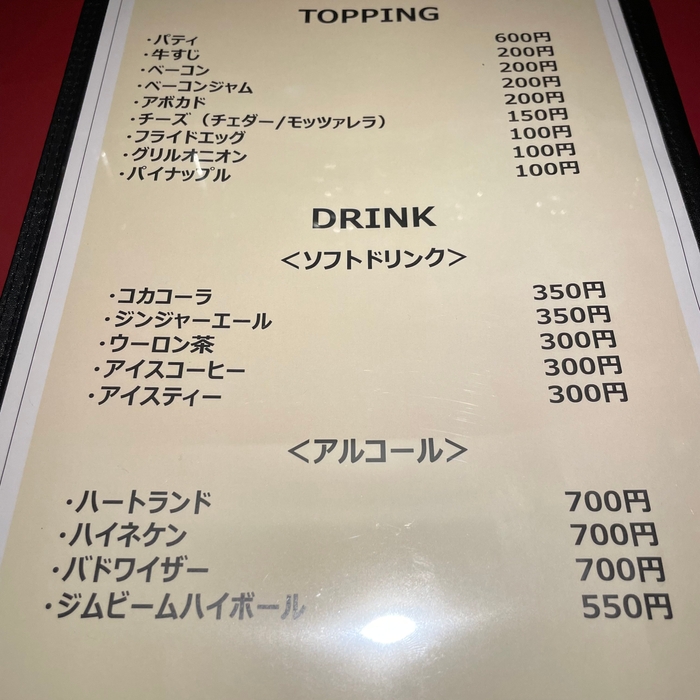 TOPPING
・パティ 600円
・牛すじ 200円
・ベーコン 200円
・ベーコンジャム 200円
・アボカド 200円
・チーズ（チェダー/モッツァレラ） 150円
・フライドエッグ 100円
・グリルオニオン 100円
・パイナップル 100円
DRINK
＜ソフトドリンク＞
・コカコーラ 350円
・ジンジャーエール 350円
・ウーロン茶 300円
・アイスコーヒー 300円
・アイスティー 300円
＜アルコール＞
・ハートランド 700円
・ハイネケン 700円
・バドワイザー 700円
・ジムビームハイボール 550円